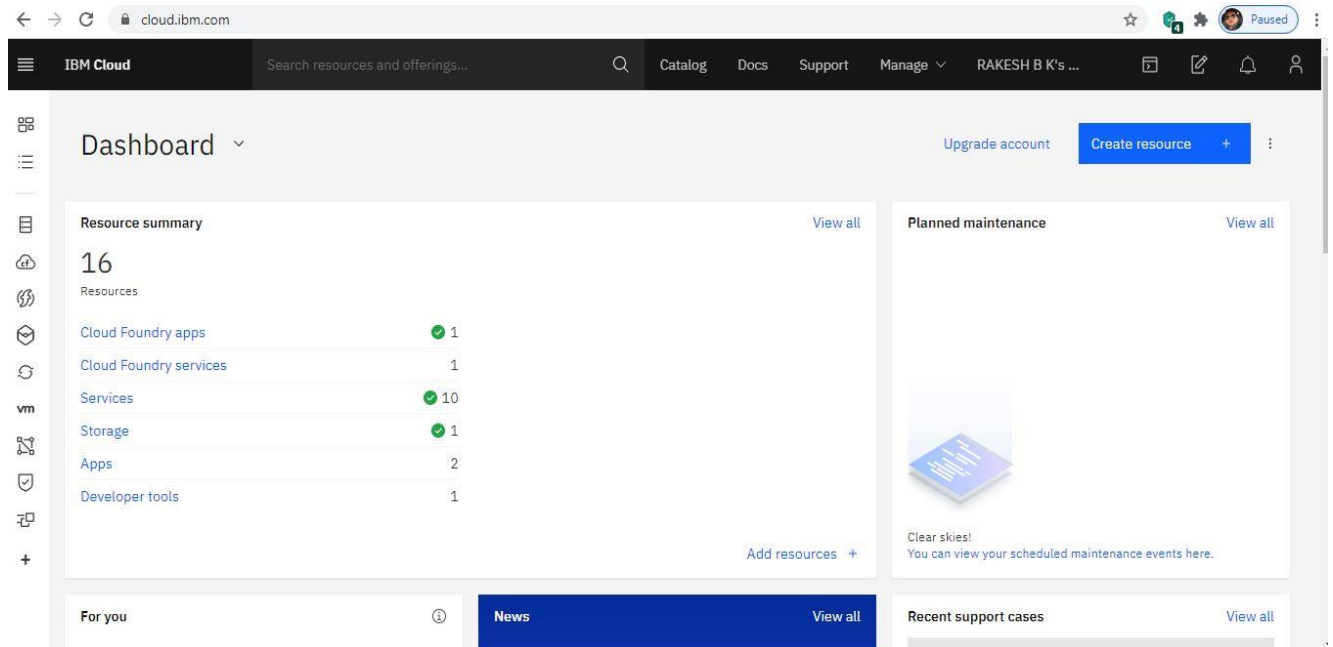 cloud.ibm.com
4
Paused
IBM Cloud
Search resources and offerings...
Catalog
Docs
Support
Manage
RAKESH B K's ...
Dashboard
Upgrade account
Create resource +
Resource summary
View all
16
Resources
Cloud Foundry apps 1
Cloud Foundry services 1
Services 10
Storage 1
Apps 2
Developer tools 1
Add resources +
Planned maintenance
View all
Clear skies!
You can view your scheduled maintenance events here.
cf
vm
For you
News
View all
Recent support cases
View all